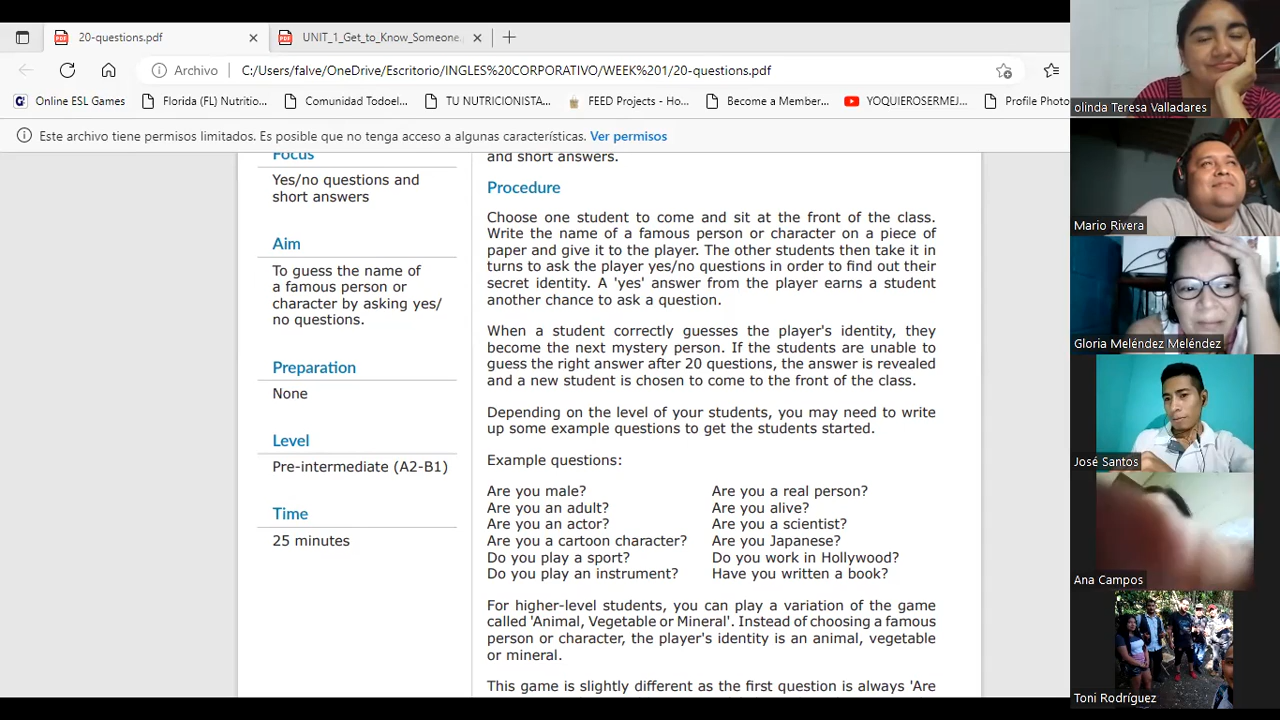 20-questions.pdf
UNIT_1_Get_to_Know_Someone.
Archivo
C:/Users/falve/OneDrive/Escritorio/INGLES%20CORPORATIVO/WEEK%201/20-questions.pdf
Online ESL Games
Florida (FL) Nutritio...
Comunidad Todoel...
TU NUTRICIONISTA...
FEED Projects - Ho...
Become a Member...
YOQUIEROSERMEJ...
Profile Photo
Este archivo tiene permisos limitados. Es posible que no tenga acceso a algunas características. Ver permisos
Focus
Yes/no questions and
short answers
Aim
To guess the name of
a famous person or
character by asking yes/
no questions.
Preparation
None
Level
Pre-intermediate (A2-B1)
Time
25 minutes
and short answers.
Procedure
Choose one student to come and sit at the front of the class.
Write the name of a famous person or character on a piece of
paper and give it to the player. The other students then take it in
turns to ask the player yes/no questions in order to find out their
secret identity. A 'yes' answer from the player earns a student
another chance to ask a question.
When a student correctly guesses the player's identity, they
become the next mystery person. If the students are unable to
guess the right answer after 20 questions, the answer is revealed
and a new student is chosen to come to the front of the class.
Depending on the level of your students, you may need to write
up some example questions to get the students started.
Example questions:
Are you male?
Are you an adult?
Are you an actor?
Are you a cartoon character?
Do you play a sport?
Do you play an instrument?
Are you a real person?
Are you alive?
Are you a scientist?
Are you Japanese?
Do you work in Hollywood?
Have you written a book?
For higher-level students, you can play a variation of the game
called 'Animal, Vegetable or Mineral'. Instead of choosing a famous
person or character, the player's identity is an animal, vegetable
or mineral.
This game is slightly different as the first question is always 'Are
olinda Teresa Valladares
Mario Rivera
Gloria Meléndez Meléndez
José Santos
Ana Campos
Toni Rodríguez